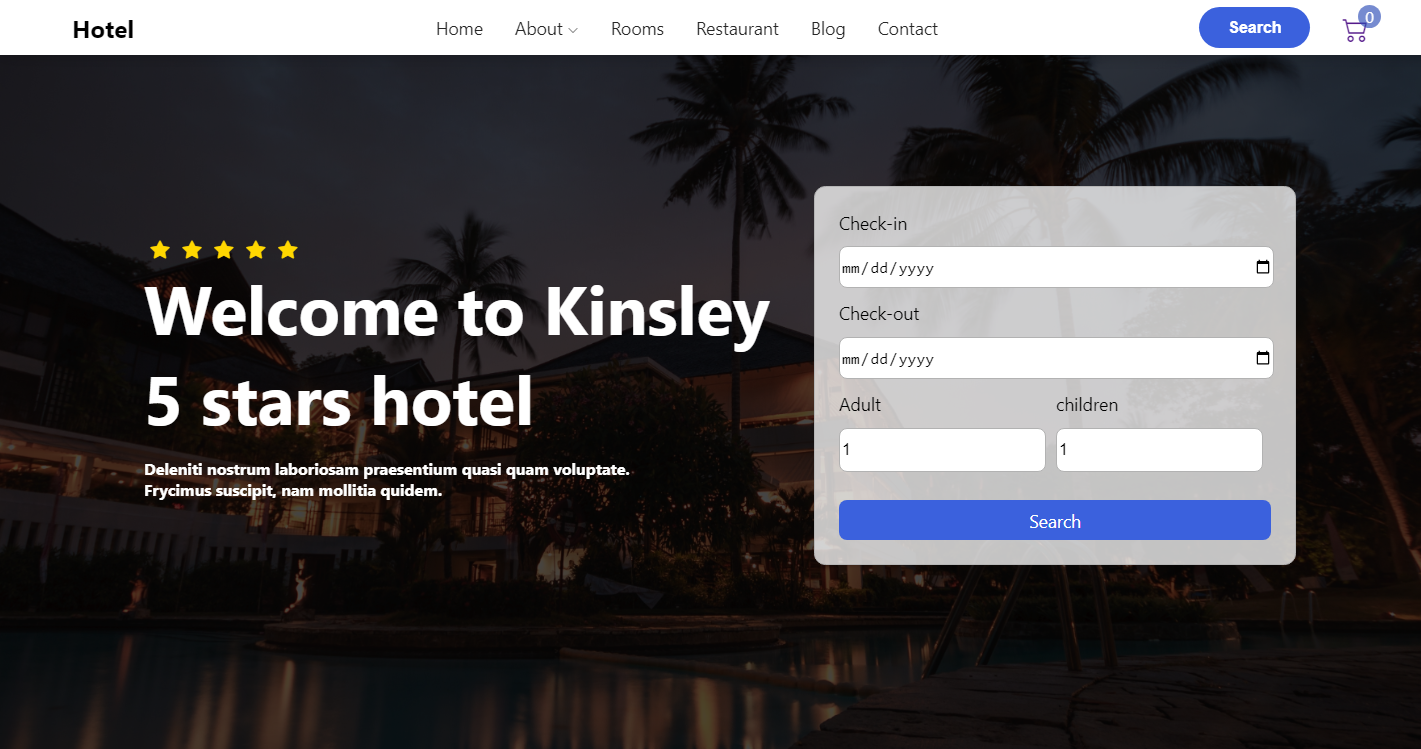 Hotel
Home About Rooms Restaurant Blog Contact
Search
0
Welcome to Kinsley
5 stars hotel
Deleniti nostrum laboriosam praesentium quasi quam voluptate.
Frycimus suscipit, nam mollitia quidem.
Check-in
mm/dd/yyyy
Check-out
mm/dd/yyyy
Adult children
1 1
Search